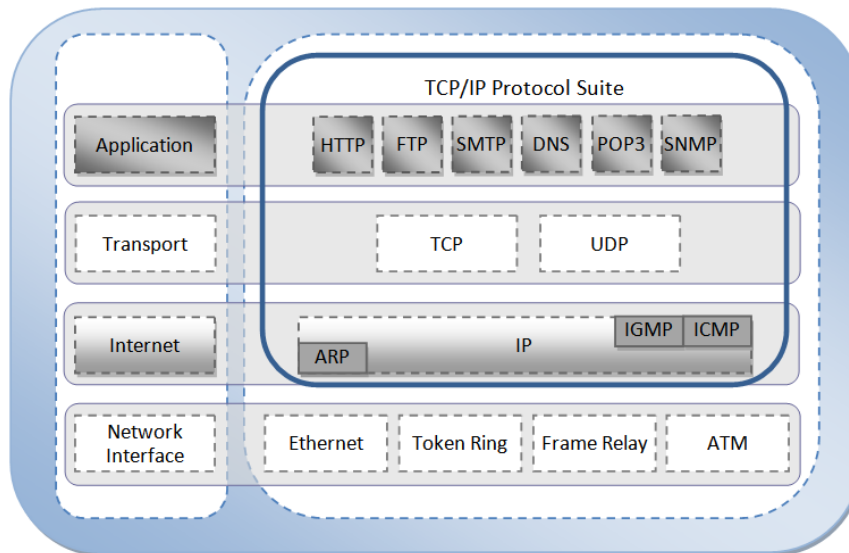 TCP/IP Protocol Suite
Application
HTTP
FTP
SMTP
DNS
POP3
SNMP
Transport
TCP
UDP
Internet
ARP
IP
IGMP
ICMP
Network
Interface
Ethernet
Token Ring
Frame Relay
ATM